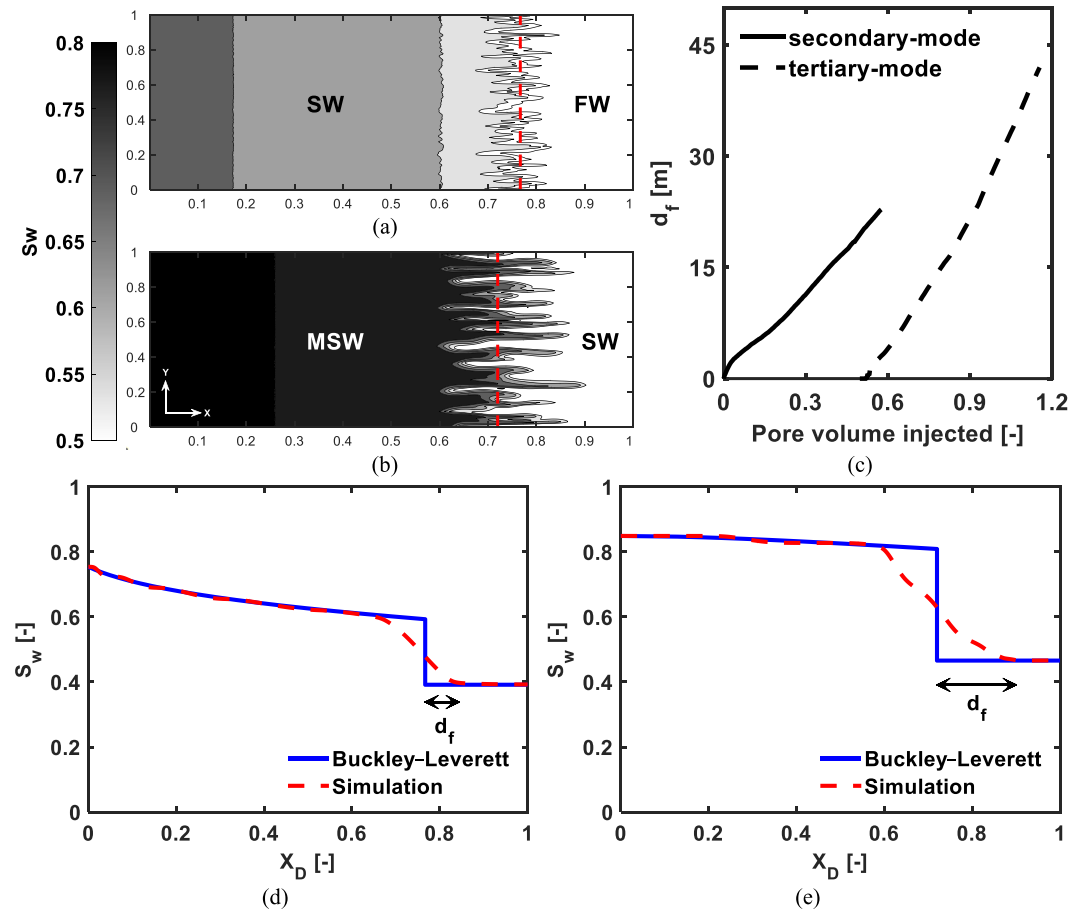 0.8
0.75
0.7
0.65
0.6
0.55
0.5
Sw
1
0.8
0.6
0.4
0.2
0
SW
FW
0.1 0.2 0.3 0.4 0.5 0.6 0.7 0.8 0.9 1
(a)
1
0.8
0.6
0.4
0.2
0
MSW
SW
Y
X
0.1 0.2 0.3 0.4 0.5 0.6 0.7 0.8 0.9 1
(b)
secondary-mode
tertiary-mode
45
30
15
0
d_f [m]
0 0.3 0.6 0.9 1.2
Pore volume injected [-]
(c)
1
0.8
0.6
0.4
0.2
0
S_w [-]
d_f
Buckley–Leverett
Simulation
0 0.2 0.4 0.6 0.8 1
X_D [-]
(d)
1
0.8
0.6
0.4
0.2
0
S_w [-]
d_f
Buckley–Leverett
Simulation
0 0.2 0.4 0.6 0.8 1
X_D [-]
(e)